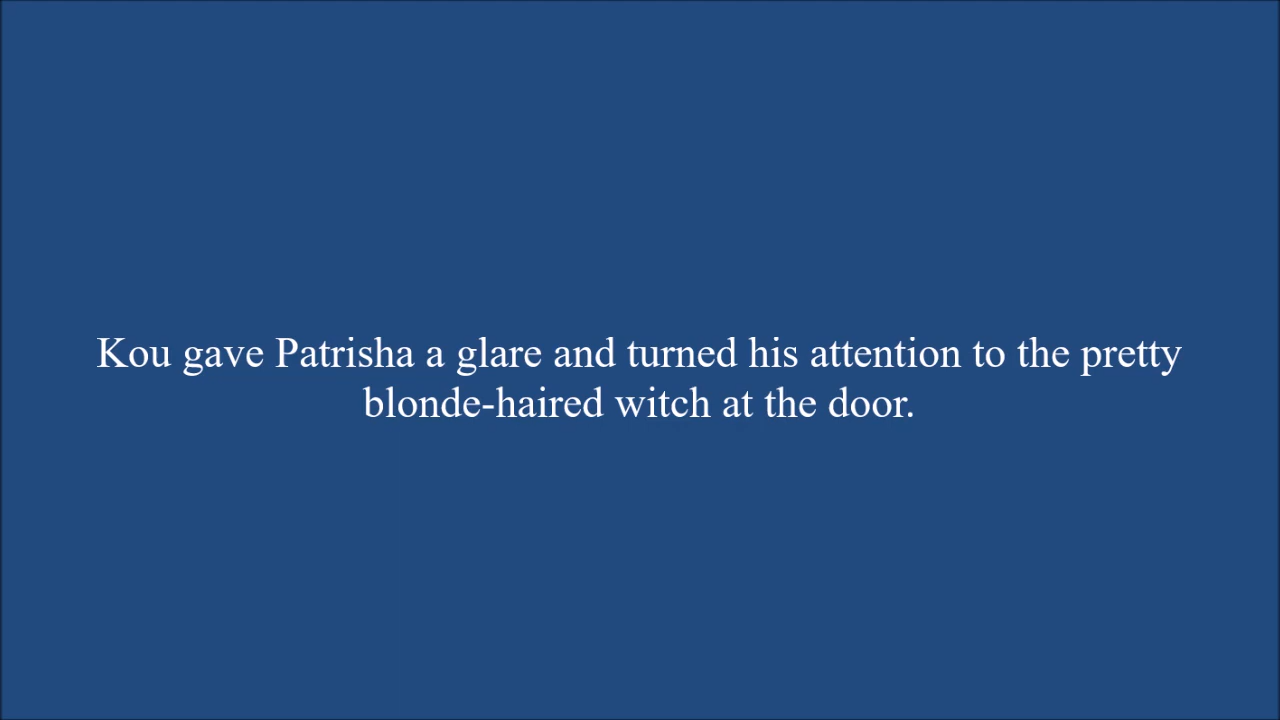 Kou gave Patrisha a glare and turned his attention to the pretty
blonde-haired witch at the door.